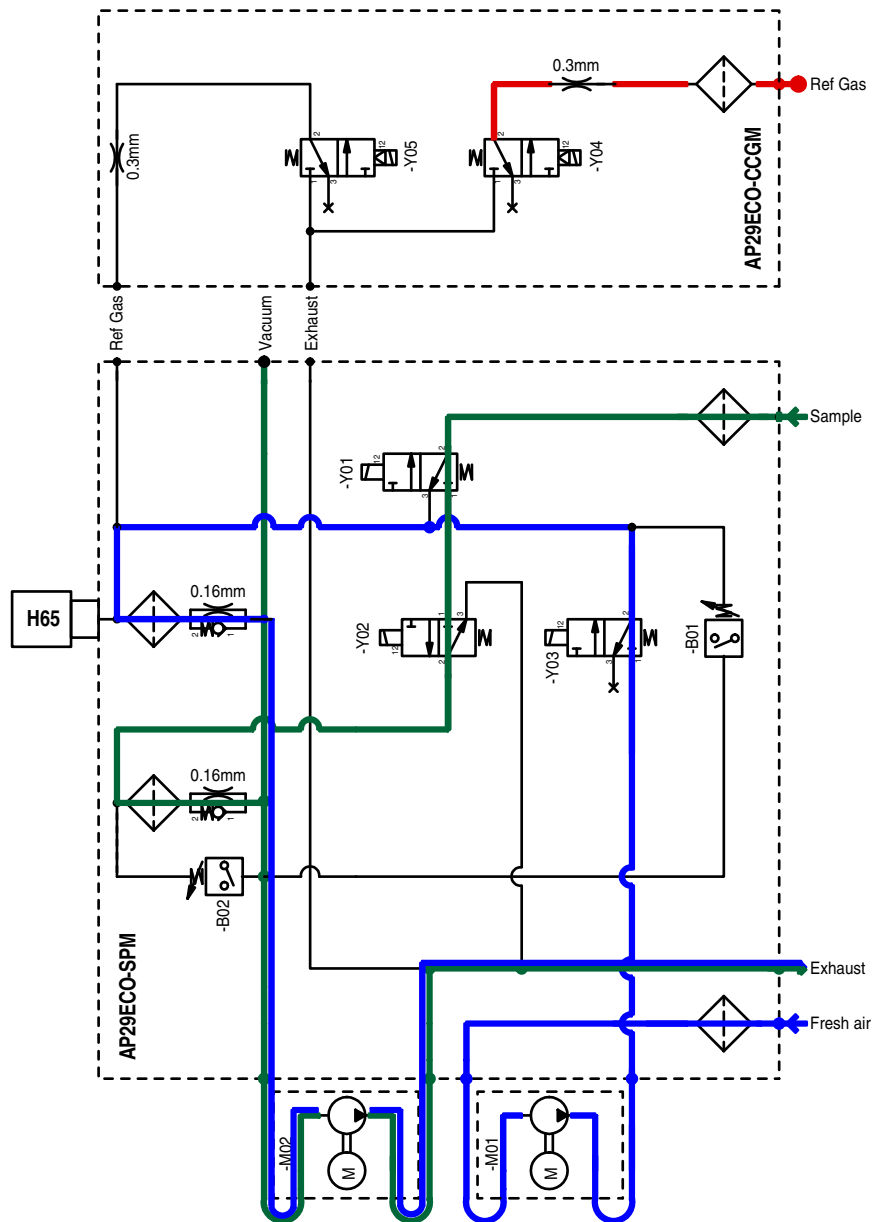 0.3mm
Ref Gas
2
12
-Y05
1
3
2
12
-Y04
1
3
0.3mm
AP29ECO-CCGM
Ref Gas
Vacuum
Exhaust
Sample
12
2
-Y01
3
1
H65
0.16mm
2
1
1
3
-Y02
12
2
12
2
-Y03
3
1
-B01
0.16mm
2
1
-B02
AP29ECO-SPM
Exhaust
Fresh air
-M02
M
-M01
M